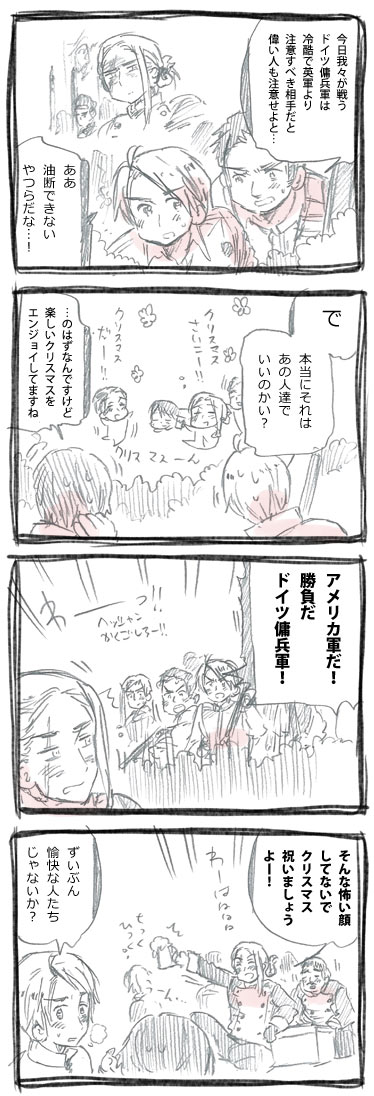 今日我々が戦う
ドイツ傭兵軍は
冷酷で英軍より
注意すべき相手だと
偉い人も注意せよと…
ああ
油断できない
やつらだな…!
で
本当にそれは
あの人達で
いいのかい?
クリスマス
さいこー!!
クリスマス
だー!!
クリスマスぅーん
…のはずなんですけど
楽しいクリスマスを
エンジョイしてますね
アメリカ軍だ!
勝負だ
ドイツ傭兵軍!
わーっ!!
ヘッシャン
かくごしろー!!
そんな怖い顔
してないで
クリスマス
祝いましょう
よー!
わーはははは
ずいぶん
愉快な人たち
じゃないか?